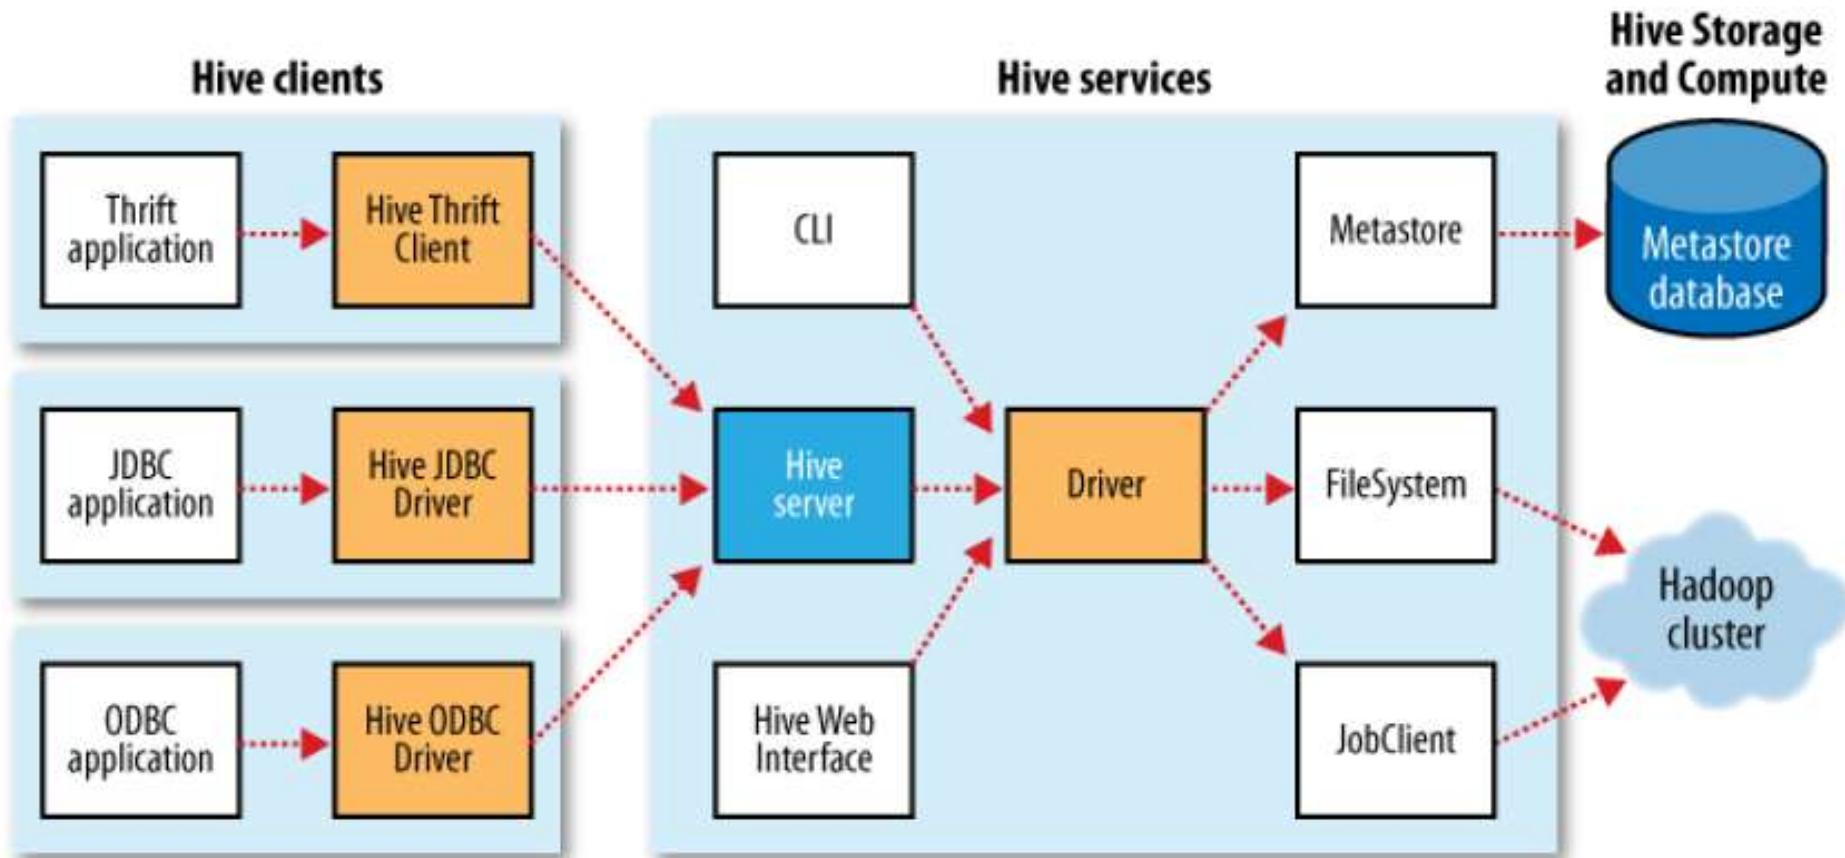 Hive clients
Hive services
Hive Storage
and Compute
Thrift
application
Hive Thrift
Client
CLI
Metastore
Metastore
database
JDBC
application
Hive JDBC
Driver
Hive
server
Driver
FileSystem
Hadoop
cluster
ODBC
application
Hive ODBC
Driver
Hive Web
Interface
JobClient